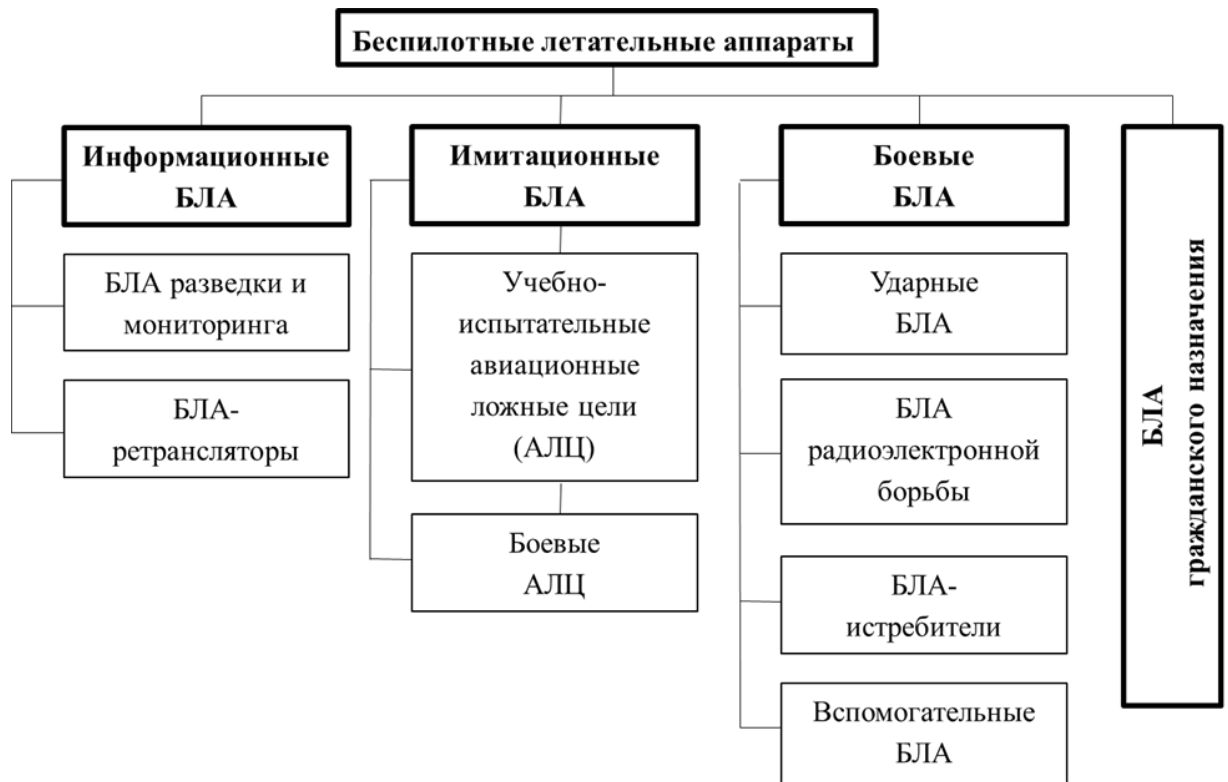 Беспилотные летательные аппараты
Информационные
БЛА
БЛА разведки и
мониторинга
БЛА-
ретрансляторы
Имитационные
БЛА
Учебно-
испытательные
авиационные
ложные цели
(АЛЦ)
Боевые
АЛЦ
Боевые
БЛА
Ударные
БЛА
БЛА
радиоэлектронной
борьбы
БЛА-
истребители
Вспомогательные
БЛА
БЛА
гражданского назначения